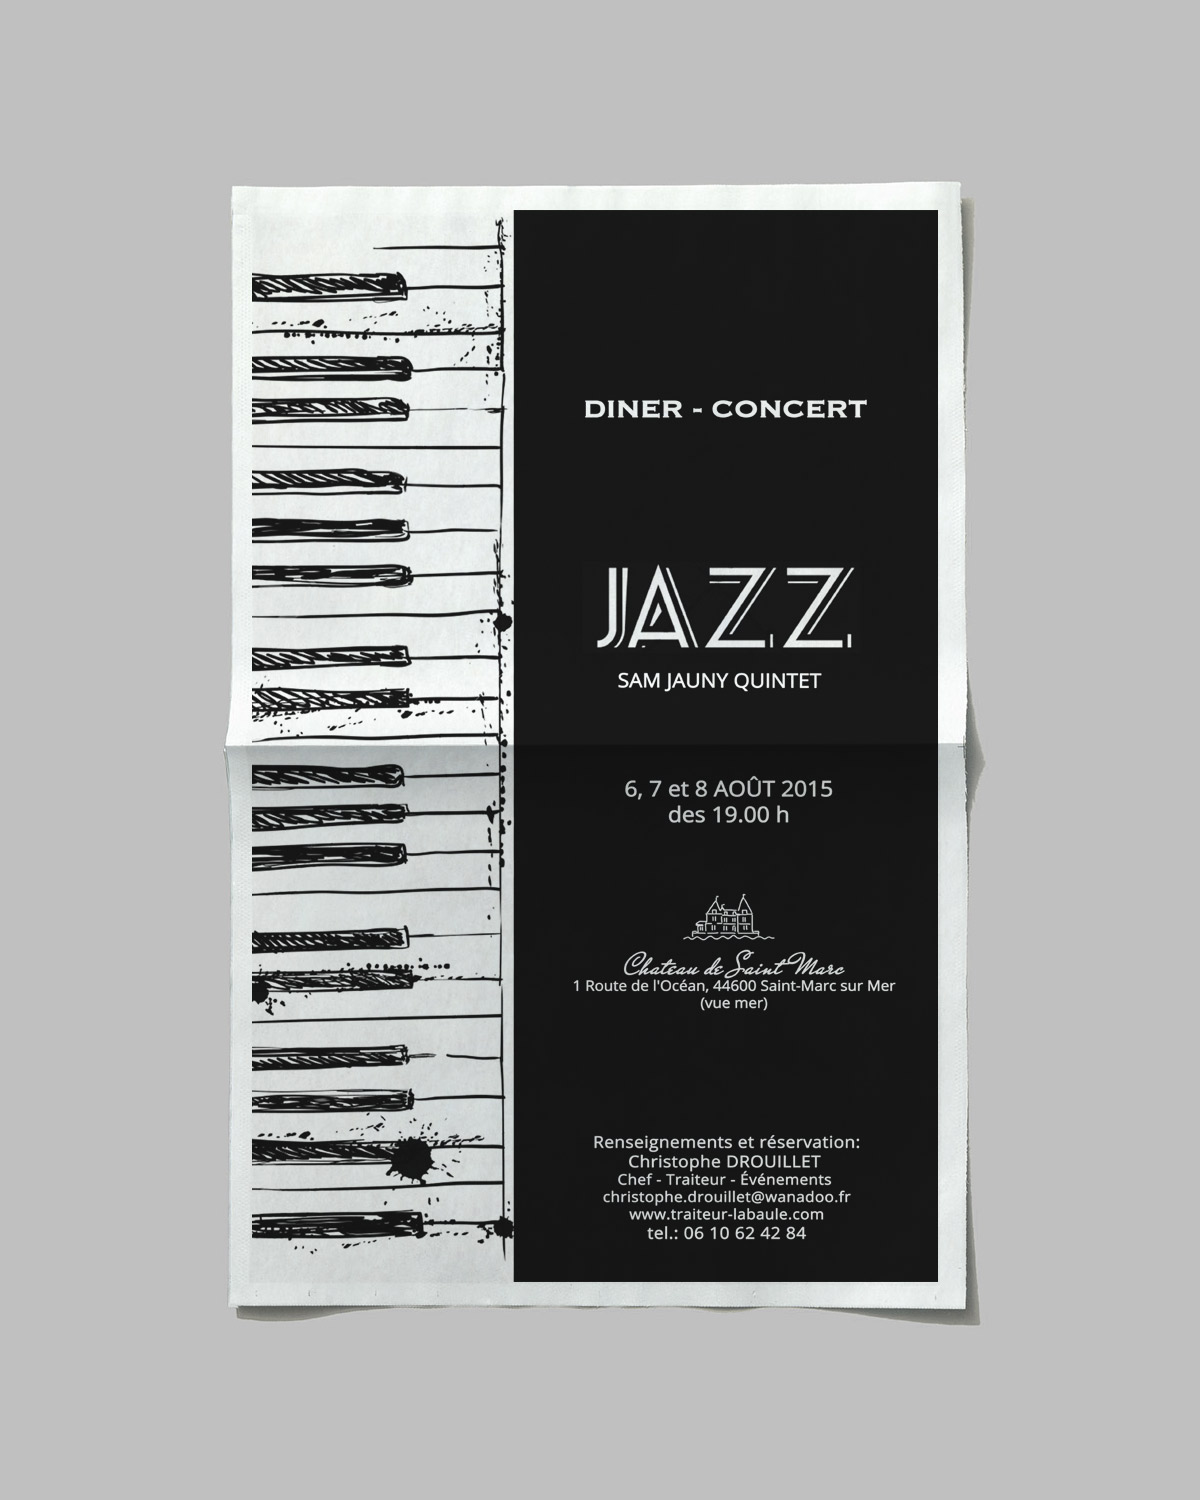 DINER - CONCERT
JAZZ
SAM JAUNY QUINTET
6, 7 et 8 AOÛT 2015
des 19.00 h
Chateau de Saint Marc
1 Route de l'Océan, 44600 Saint-Marc sur Mer
(vue mer)
Renseignements et réservation:
Christophe DROUILLET
Chef - Traiteur - Événements
christophe.drouillet@wanadoo.fr
www.traiteur-labaule.com
tel.: 06 10 62 42 84